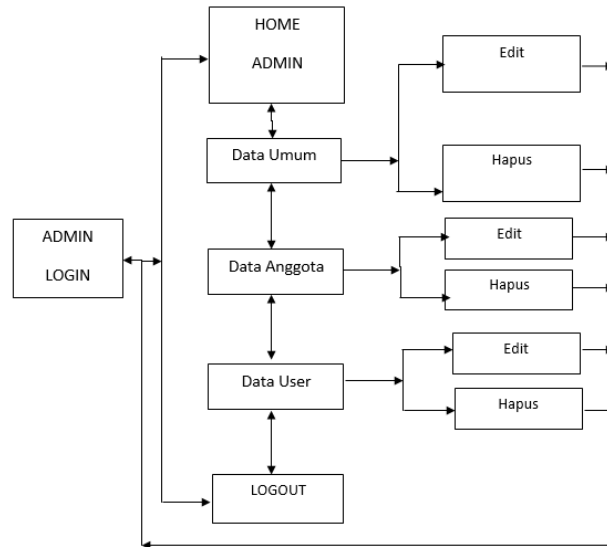 HOME
ADMIN
Edit
Data Umum
Hapus
ADMIN
LOGIN
Data Anggota
Edit
Hapus
Data User
Edit
Hapus
LOGOUT